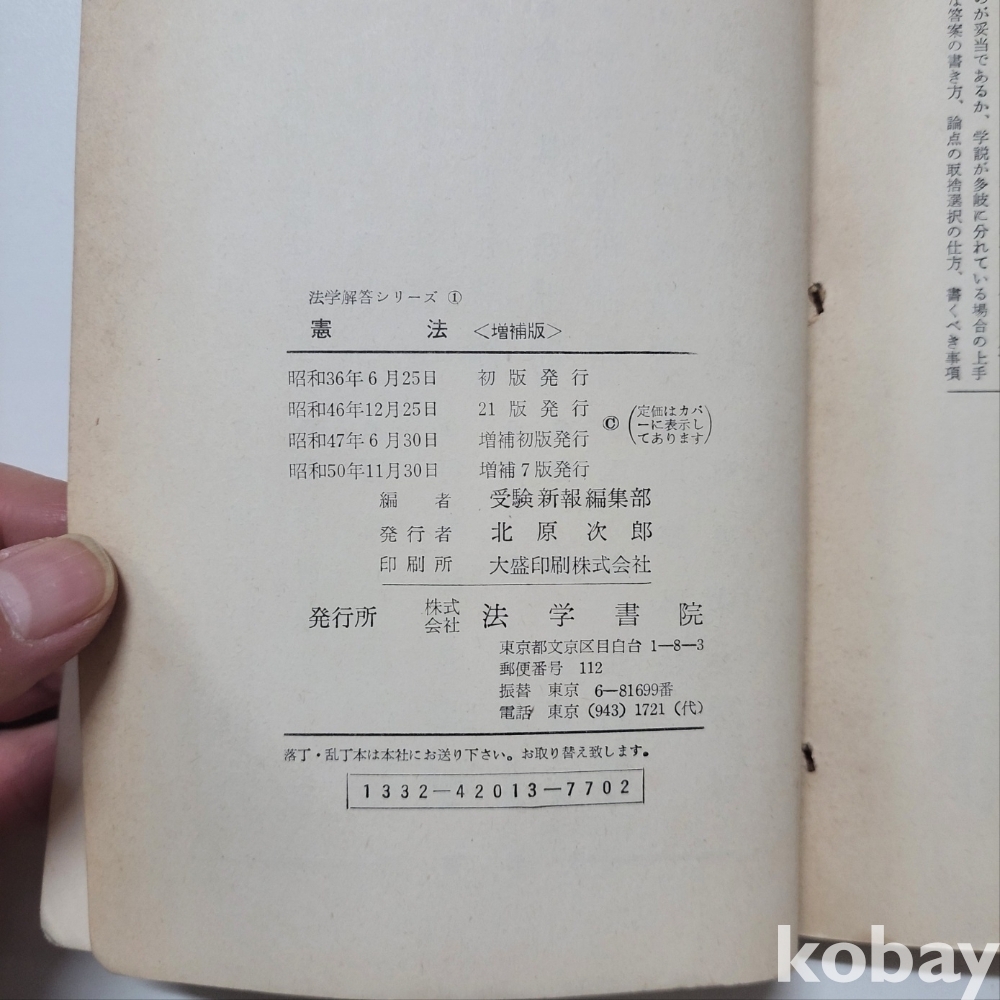 のが妥当であるか、学説が多岐に分れている場合の上手
な答案の書き方、論点の取捨選択の仕方、書くべき事項
法学解答シリーズ ①
憲法 <増補版>
昭和36年6月25日 初版発行
昭和46年12月25日 21版発行
昭和47年6月30日 増補初版発行
昭和50年11月30日 増補7版発行
© (定価はカバ
ーに表示し
てあります)
編者 受験新報編集部
発行者 北原次郎
印刷所 大盛印刷株式会社
発行所 株式会社 法学書院
東京都文京区目白台 1—8—3
郵便番号 112
振替 東京 6—81699番
電話 東京 (943) 1721 (代)
落丁・乱丁本は本社にお送り下さい。お取り替え致します。
1332—42013—7702
kobay